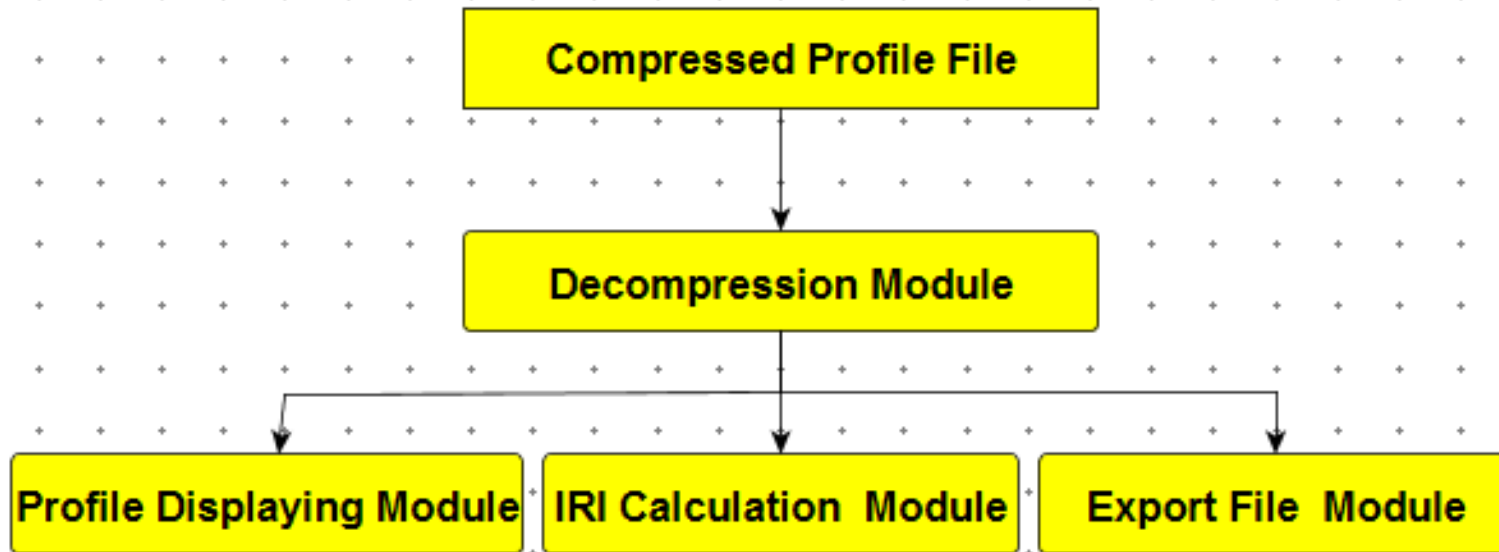 Compressed Profile File
Decompression Module
Profile Displaying Module
IRI Calculation  Module
Export File  Module